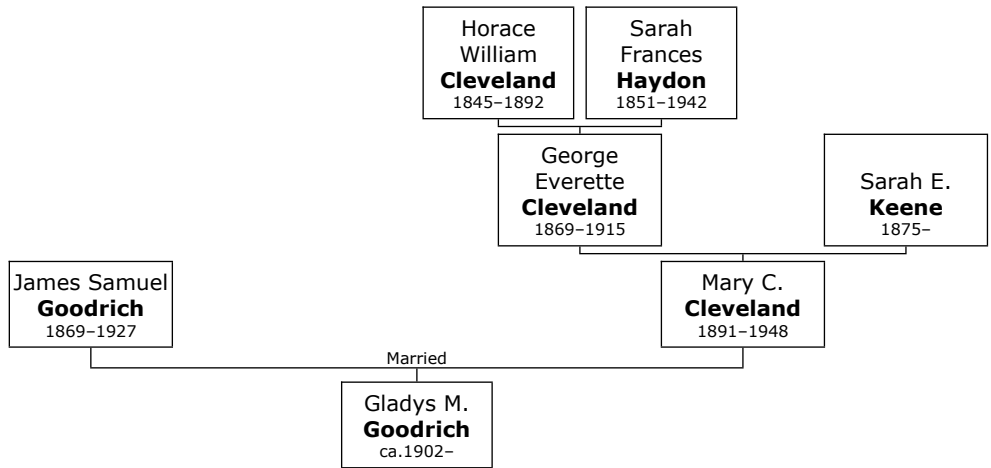 Horace
William
Cleveland
1845–1892
Sarah
Frances
Haydon
1851–1942
George
Everette
Cleveland
1869–1915
Sarah E.
Keene
1875–
James Samuel
Goodrich
1869–1927
Mary C.
Cleveland
1891–1948
Married
Gladys M.
Goodrich
ca.1902–